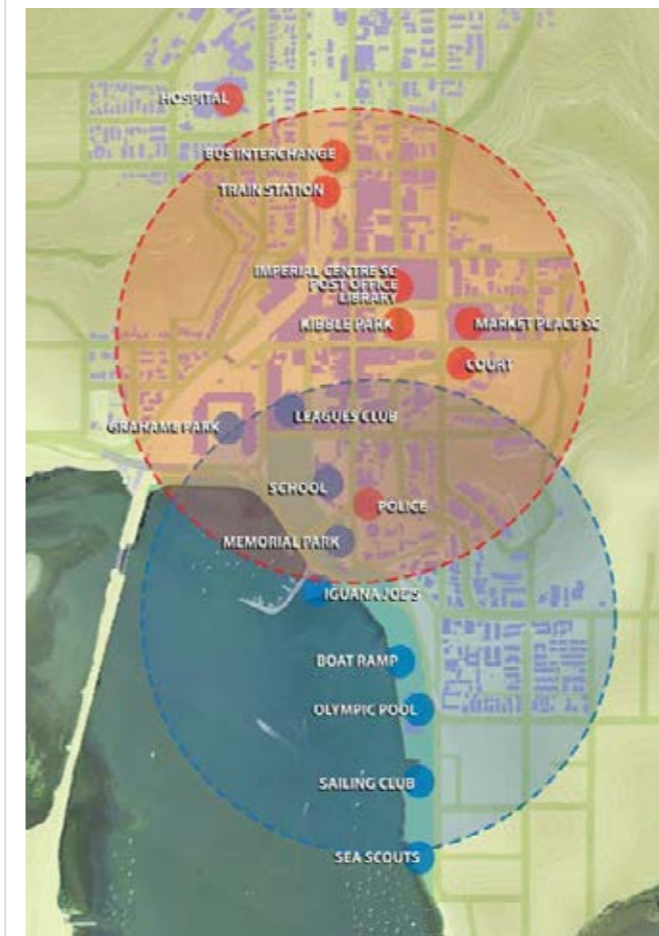 HOSPITAL
BUS INTERCHANGE
TRAIN STATION
IMPERIAL CENTRE SC
POST OFFICE
LIBRARY
KIBBLE PARK
MARKET PLACE SC
COURT
LEAGUES CLUB
GRAHAME PARK
SCHOOL
POLICE
MEMORIAL PARK
IGUANA JOE'S
BOAT RAMP
OLYMPIC POOL
SAILING CLUB
SEA SCOUTS